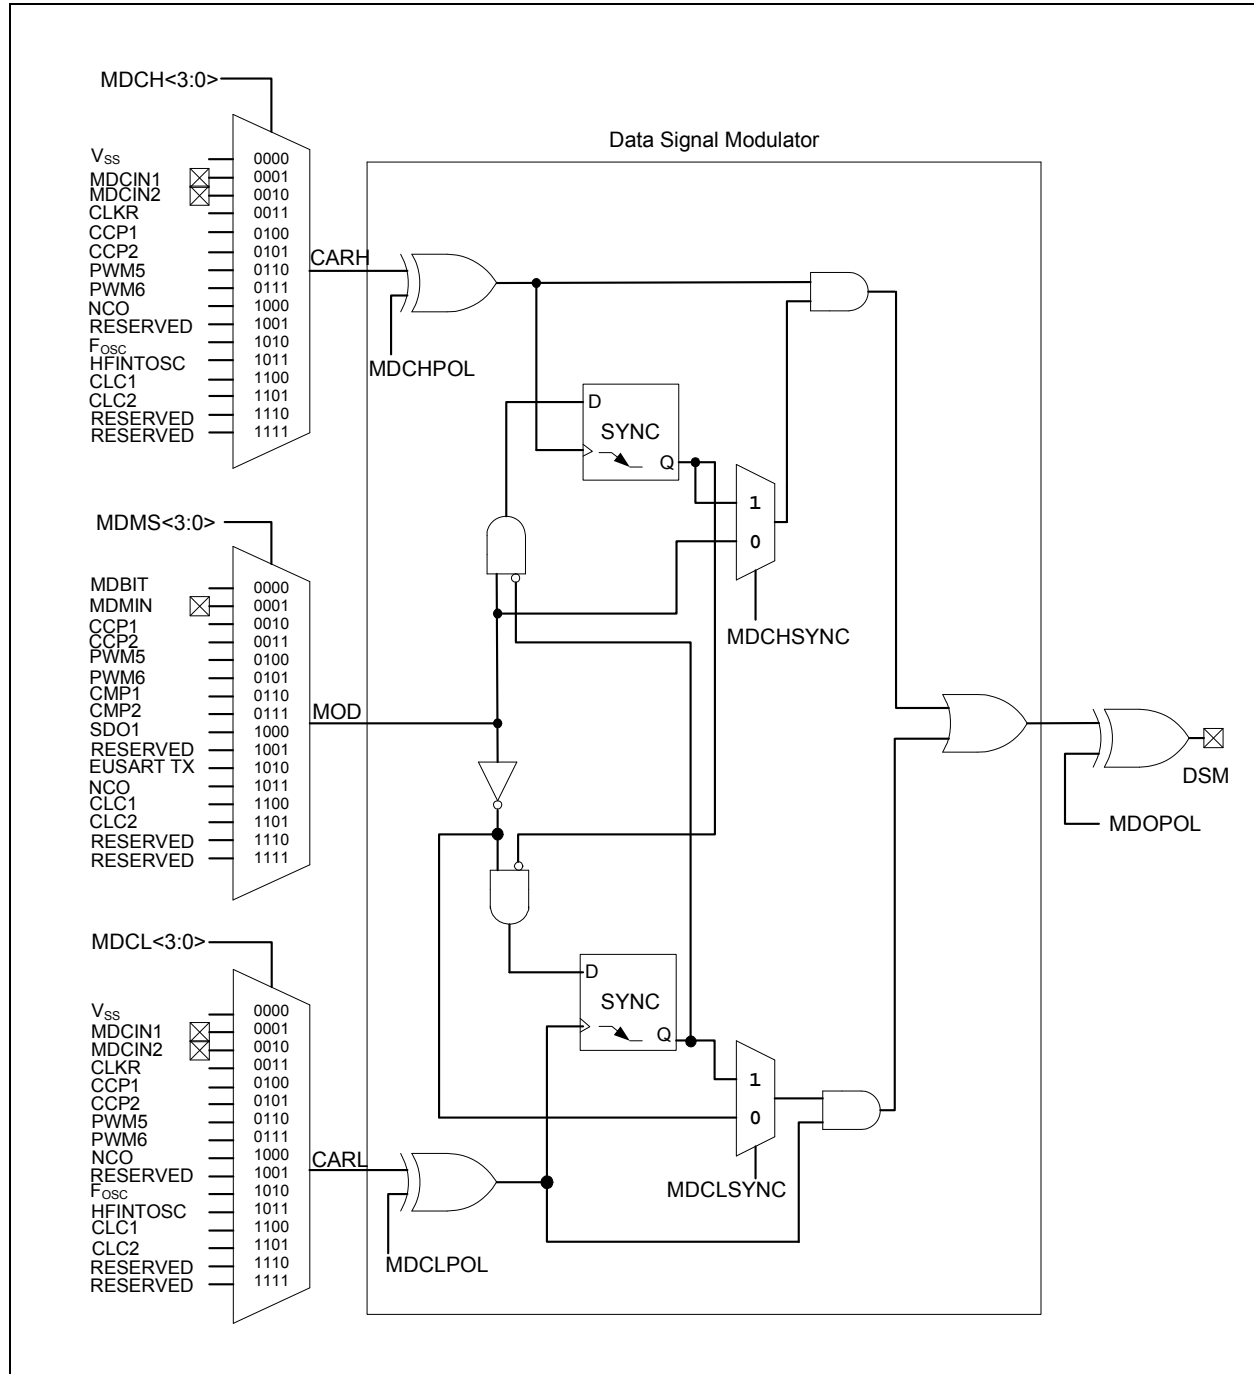 MDCH<3:0>
Data Signal Modulator
VSS 0000
MDCIN1 0001
MDCIN2 0010
CLKR 0011
CCP1 0100
CCP2 0101
PWM5 0110
PWM6 0111
NCO 1000
RESERVED 1001
FOSC 1010
HFINTOSC 1011
CLC1 1100
CLC2 1101
RESERVED 1110
RESERVED 1111
CARH
MDCHPOL
D
SYNC
Q
1
0
MDCHSYNC
MDMS<3:0>
MDBIT 0000
MDMIN 0001
CCP1 0010
CCP2 0011
PWM5 0100
PWM6 0101
CMP1 0110
CMP2 0111
SDO1 1000
RESERVED 1001
EUSART TX 1010
NCO 1011
CLC1 1100
CLC2 1101
RESERVED 1110
RESERVED 1111
MOD
DSM
MDOPOL
MDCL<3:0>
VSS 0000
MDCIN1 0001
MDCIN2 0010
CLKR 0011
CCP1 0100
CCP2 0101
PWM5 0110
PWM6 0111
NCO 1000
RESERVED 1001
FOSC 1010
HFINTOSC 1011
CLC1 1100
CLC2 1101
RESERVED 1110
RESERVED 1111
CARL
MDCLPOL
D
SYNC
Q
1
0
MDCLSYNC